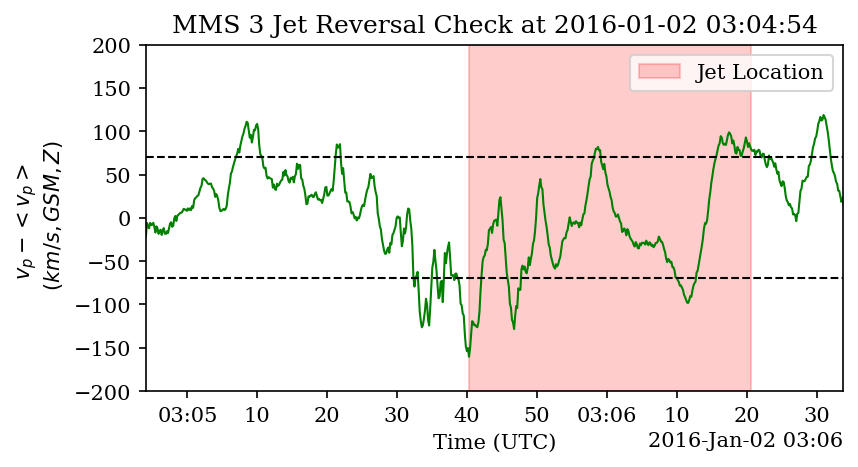 MMS 3 Jet Reversal Check at 2016-01-02 03:04:54
Jet Location
200
150
100
50
0
−50
−100
−150
−200
v_p − <v_p>
(km/s, GSM, Z)
03:05 10 20 30 40 50 03:06 10 20 30
Time (UTC)
2016-Jan-02 03:06